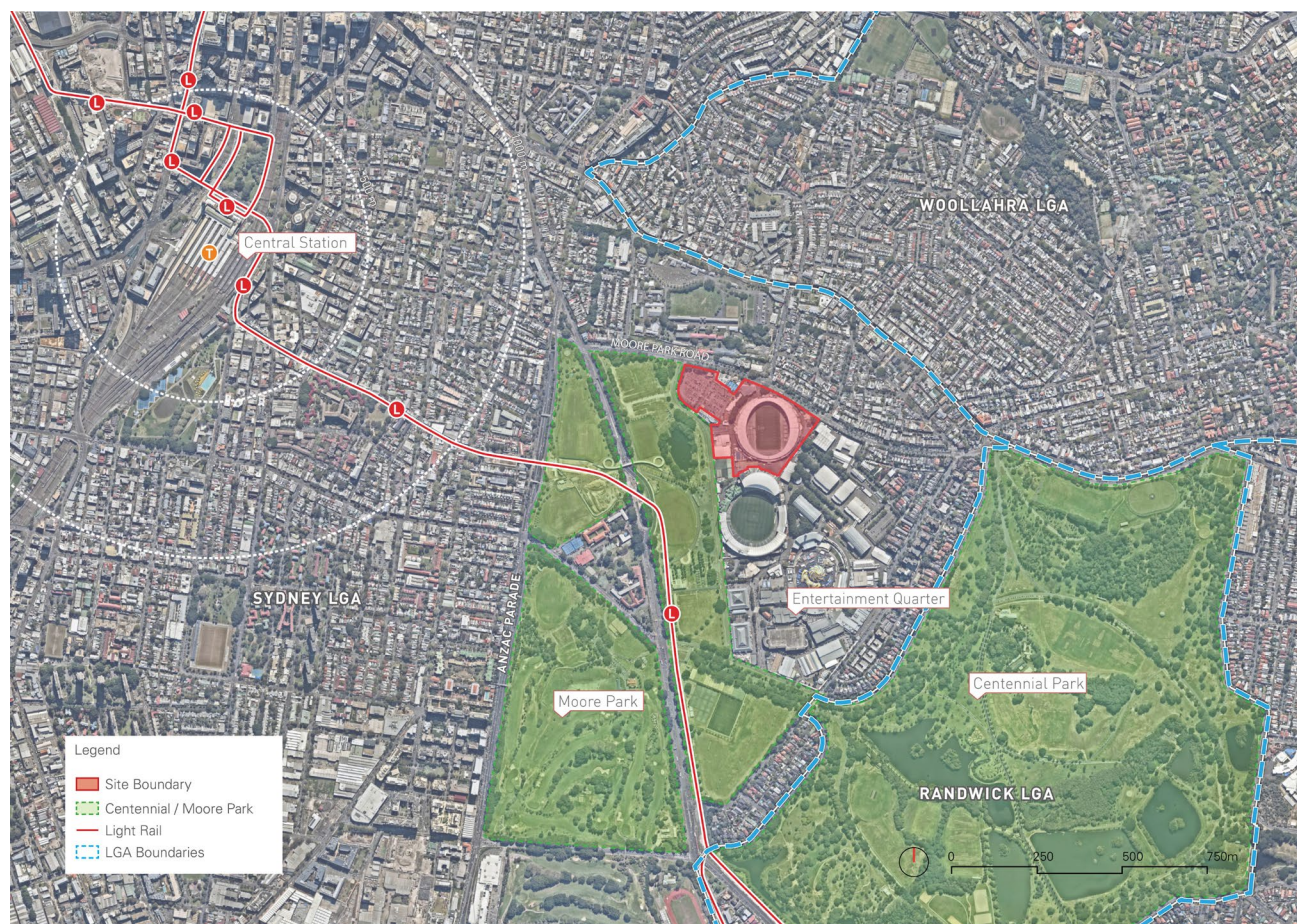 L
L
L
L
L
WOOLLAHRA LGA
Central Station
T
L
MOORE PARK ROAD
L
SYDNEY LGA
ANZAC PARADE
Entertainment Quarter
L
Centennial Park
Moore Park
RANDWICK LGA
Legend
Site Boundary
Centennial / Moore Park
Light Rail
LGA Boundaries
0 250 500 750m